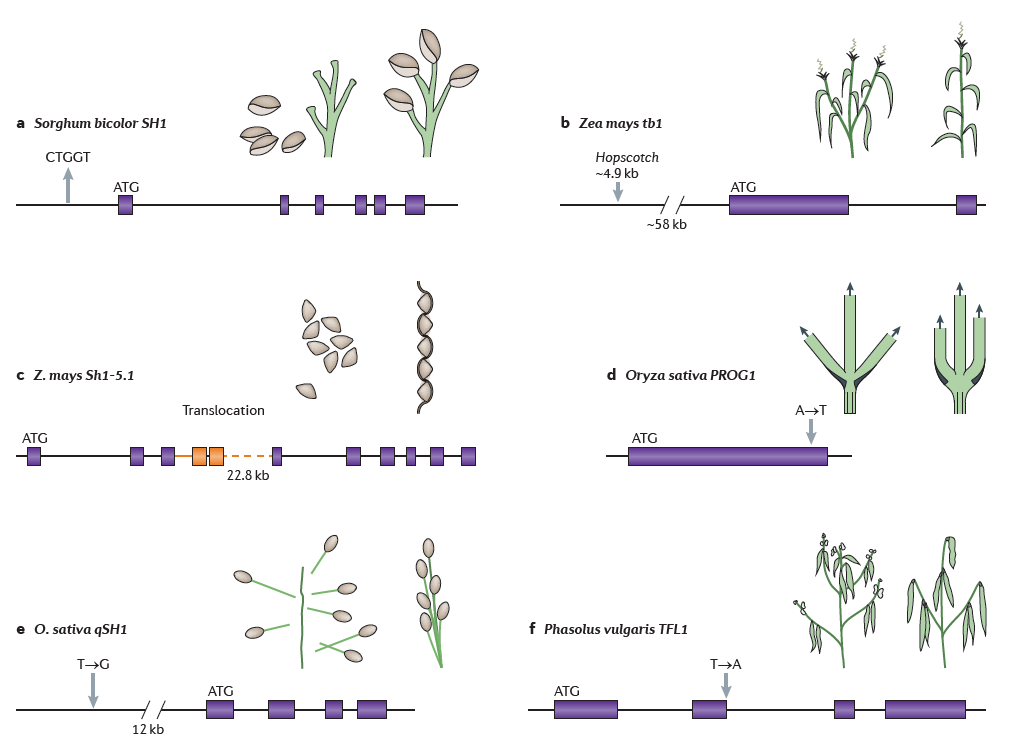 a Sorghum bicolor SH1
CTGGT
ATG
b Zea mays tb1
Hopscotch
~4.9 kb
ATG
~58 kb
c Z. mays Sh1-5.1
Translocation
ATG
22.8 kb
d Oryza sativa PROG1
A→T
ATG
e O. sativa qSH1
T→G
ATG
12 kb
f Phasolus vulgaris TFL1
T→A
ATG